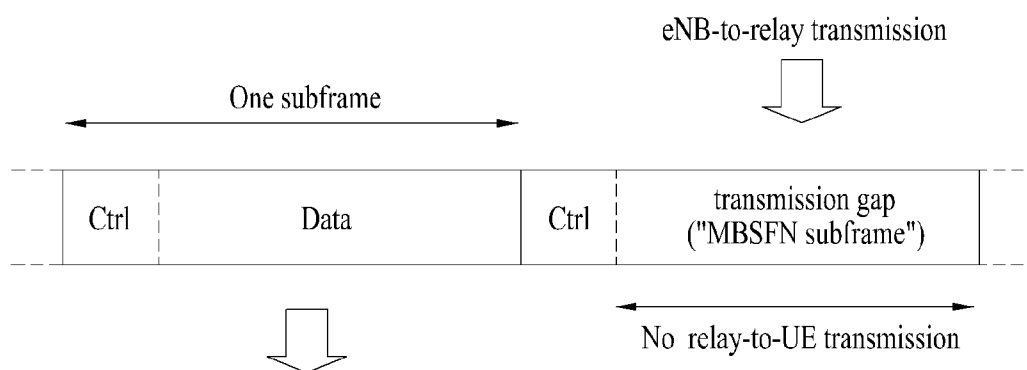 eNB-to-relay transmission
One subframe
Ctrl
Data
Ctrl
transmission gap
("MBSFN subframe")
No relay-to-UE transmission